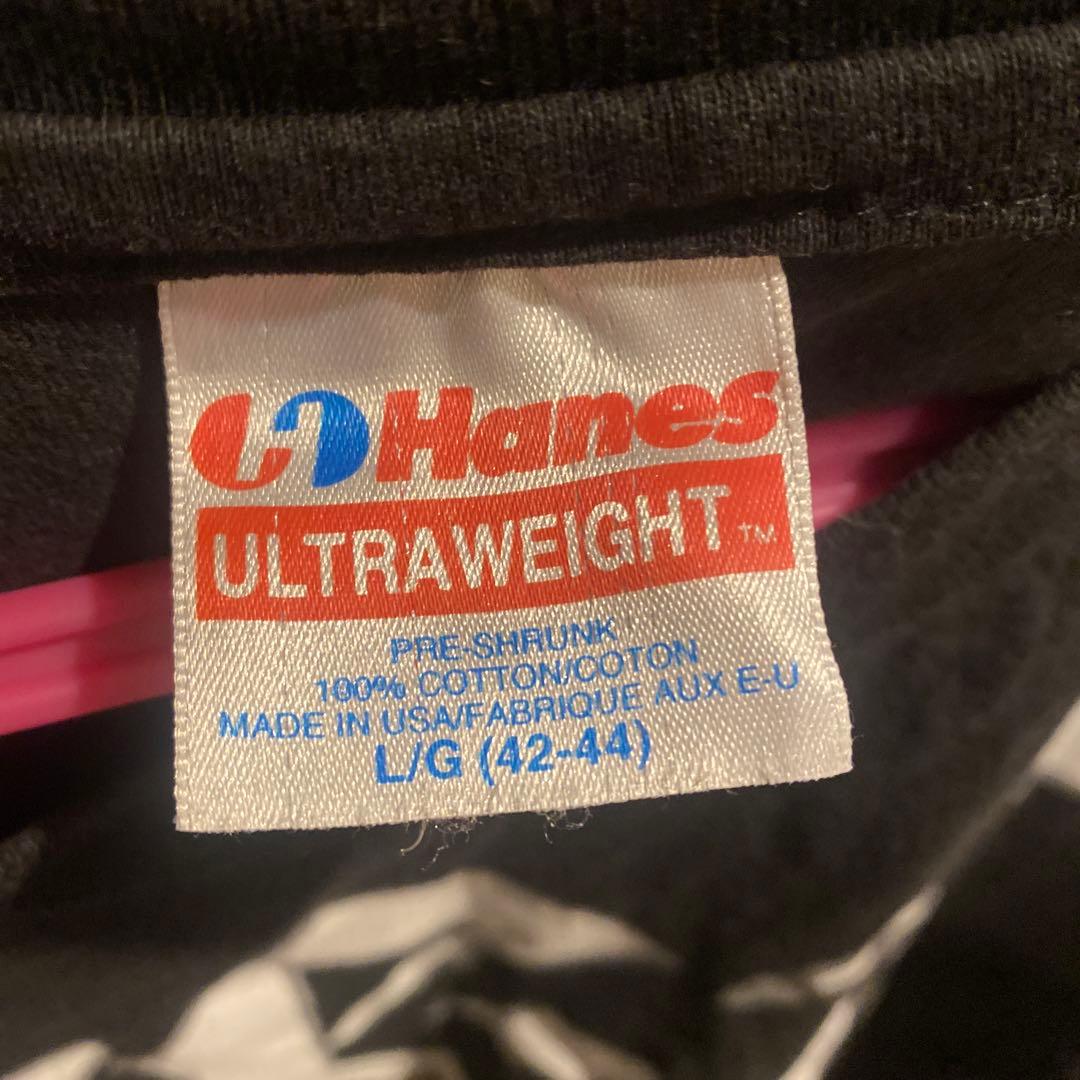 Hanes
ULTRAWEIGHT™
PRE-SHRUNK
100% COTTON/COTON
MADE IN USA/FABRIQUE AUX E-U
L/G (42-44)